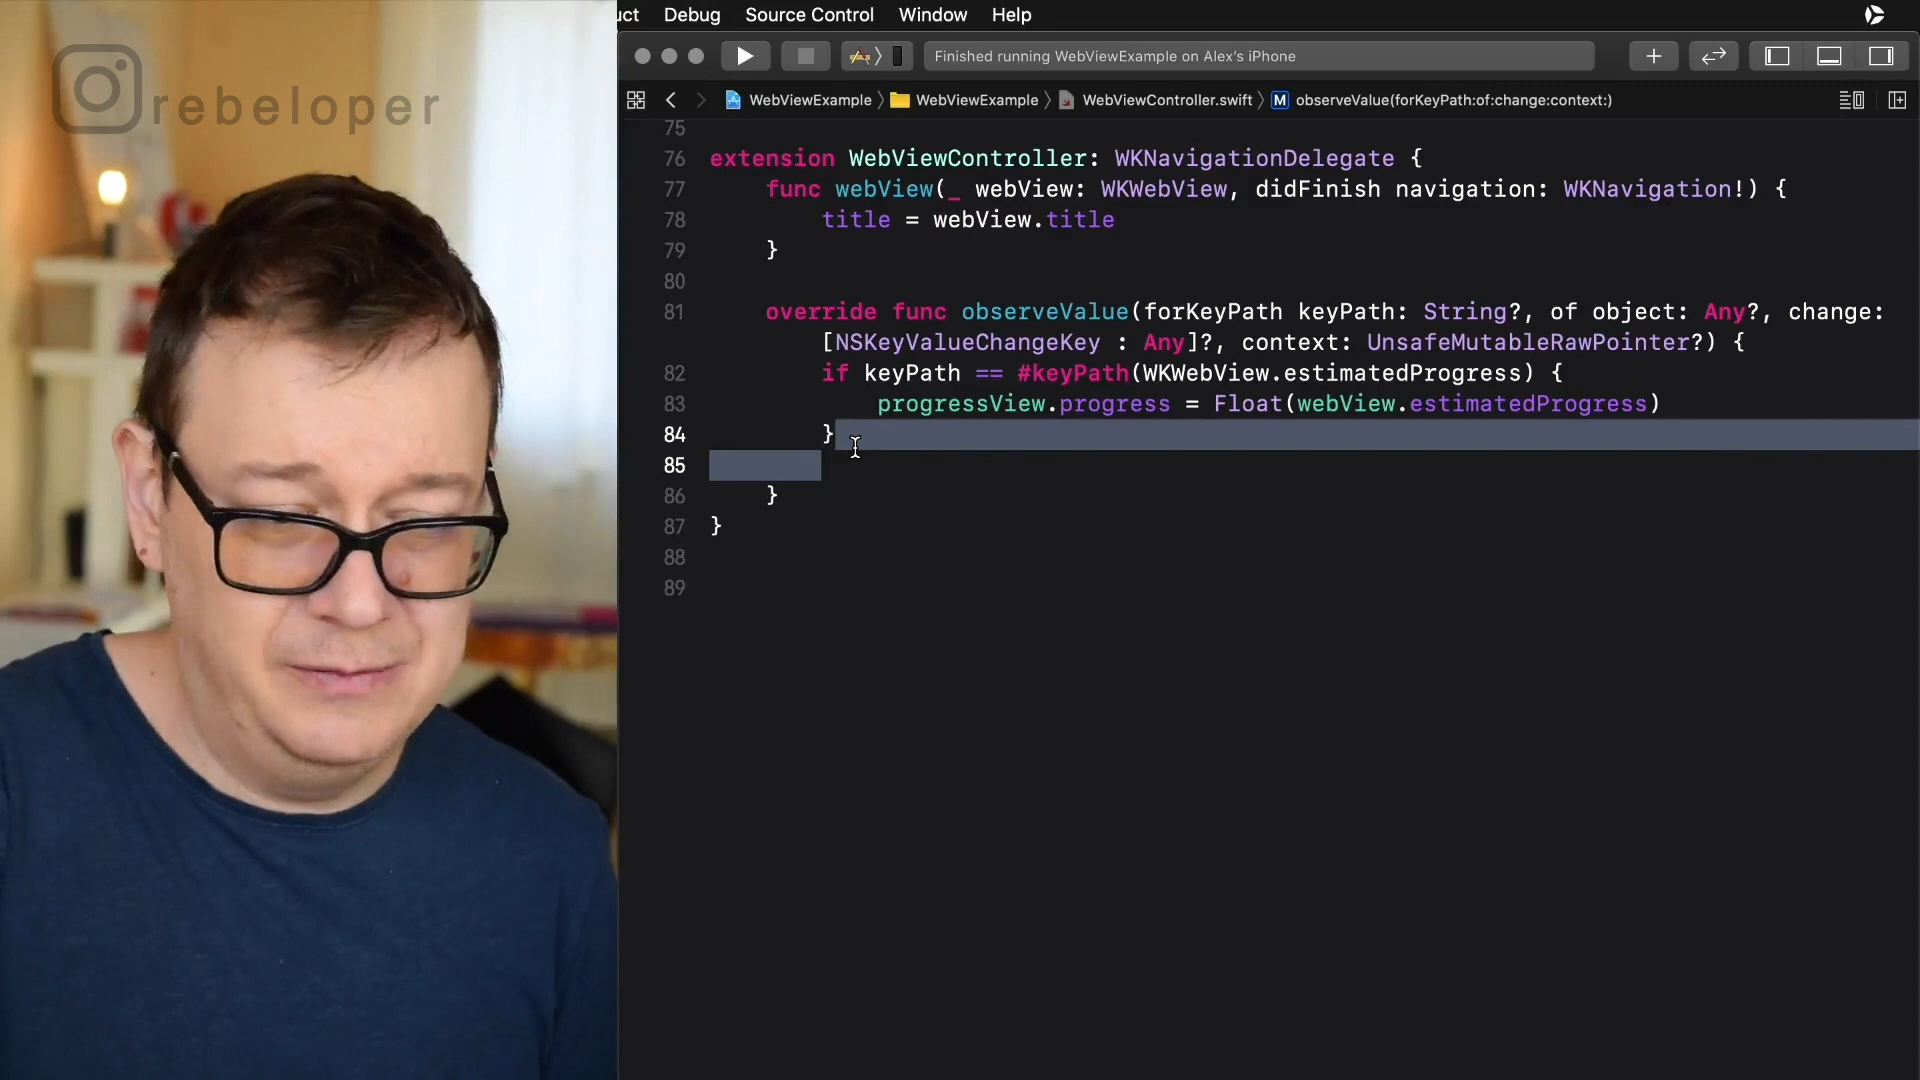 rebeloper
uct Debug Source Control Window Help
Finished running WebViewExample on Alex's iPhone
WebViewExample WebViewExample WebViewController.swift M observeValue(forKeyPath:of:change:context:)
75
76 extension WebViewController: WKNavigationDelegate {
77 func webView(_ webView: WKWebView, didFinish navigation: WKNavigation!) {
78 title = webView.title
79 }
80
81 override func observeValue(forKeyPath keyPath: String?, of object: Any?, change:
[NSKeyValueChangeKey : Any]?, context: UnsafeMutableRawPointer?) {
82 if keyPath == #keyPath(WKWebView.estimatedProgress) {
83 progressView.progress = Float(webView.estimatedProgress)
84 }
85
86 }
87 }
88
89